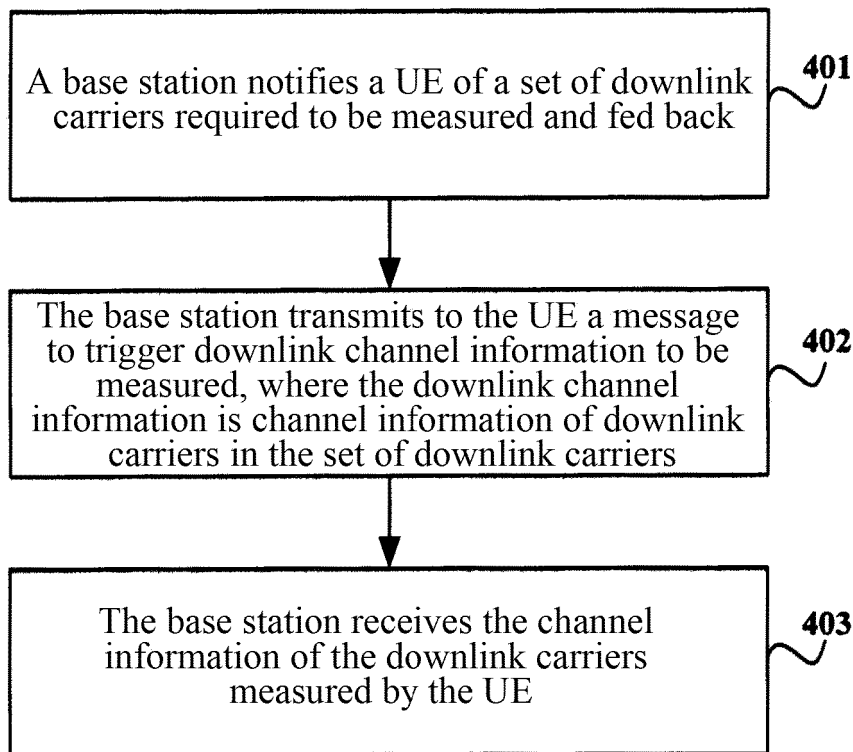 A base station notifies a UE of a set of downlink
carriers required to be measured and fed back
401
The base station transmits to the UE a message
to trigger downlink channel information to be
measured, where the downlink channel
information is channel information of downlink
carriers in the set of downlink carriers
402
The base station receives the channel
information of the downlink carriers
measured by the UE
403